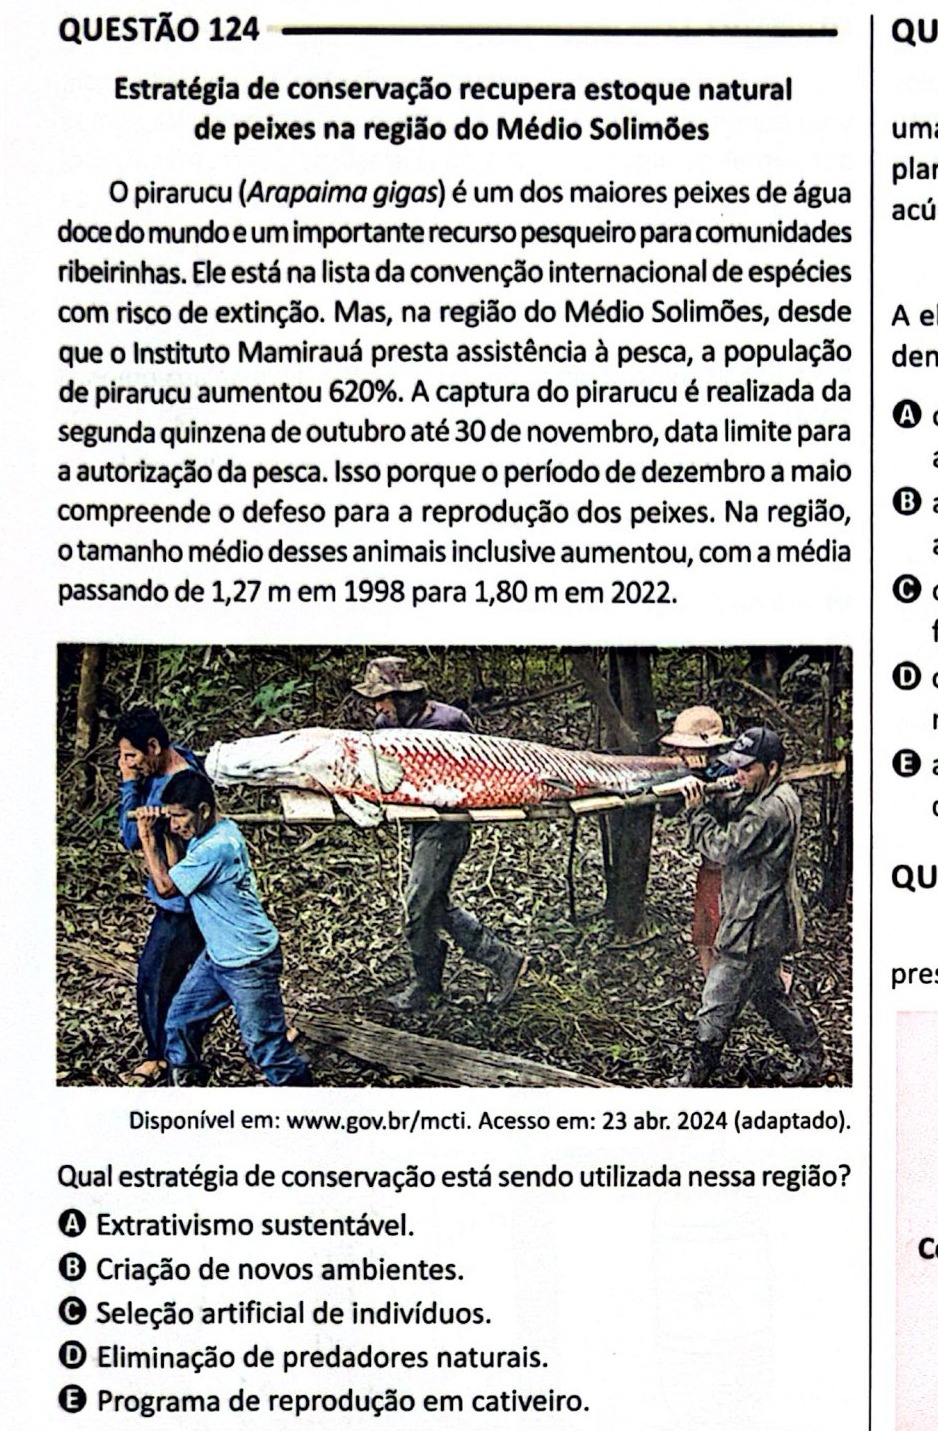 QUESTÃO 124
Estratégia de conservação recupera estoque natural
de peixes na região do Médio Solimões
O pirarucu (Arapaima gigas) é um dos maiores peixes de água
doce do mundo e um importante recurso pesqueiro para comunidades
ribeirinhas. Ele está na lista da convenção internacional de espécies
com risco de extinção. Mas, na região do Médio Solimões, desde
que o Instituto Mamirauá presta assistência à pesca, a população
de pirarucu aumentou 620%. A captura do pirarucu é realizada da
segunda quinzena de outubro até 30 de novembro, data limite para
a autorização da pesca. Isso porque o período de dezembro a maio
compreende o defeso para a reprodução dos peixes. Na região,
o tamanho médio desses animais inclusive aumentou, com a média
passando de 1,27 m em 1998 para 1,80 m em 2022.
Disponível em: www.gov.br/mcti. Acesso em: 23 abr. 2024 (adaptado).
Qual estratégia de conservação está sendo utilizada nessa região?
A Extrativismo sustentável.
B Criação de novos ambientes.
C Seleção artificial de indivíduos.
D Eliminação de predadores naturais.
E Programa de reprodução em cativeiro.
QU
uma
plan
acú
A el
den
A
B a
C
D
E a
QU
pres